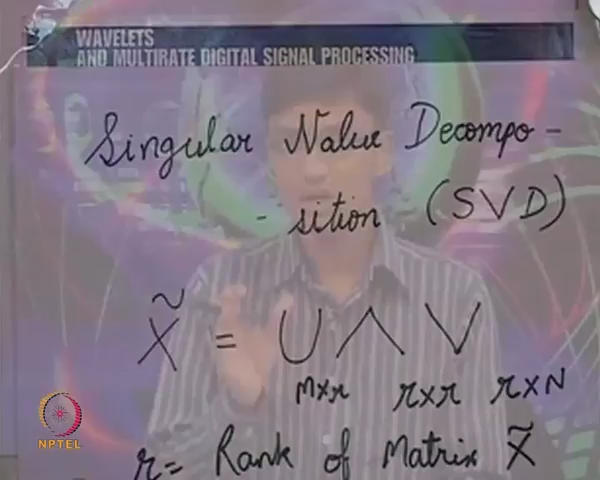 WAVELETS
AND MULTIRATE DIGITAL SIGNAL PROCESSING
Singular Value Decompo -
- sition (SVD)
X̃ = U Λ V
m×r r×r r×N
r = Rank of Matrix X̃
NPTEL